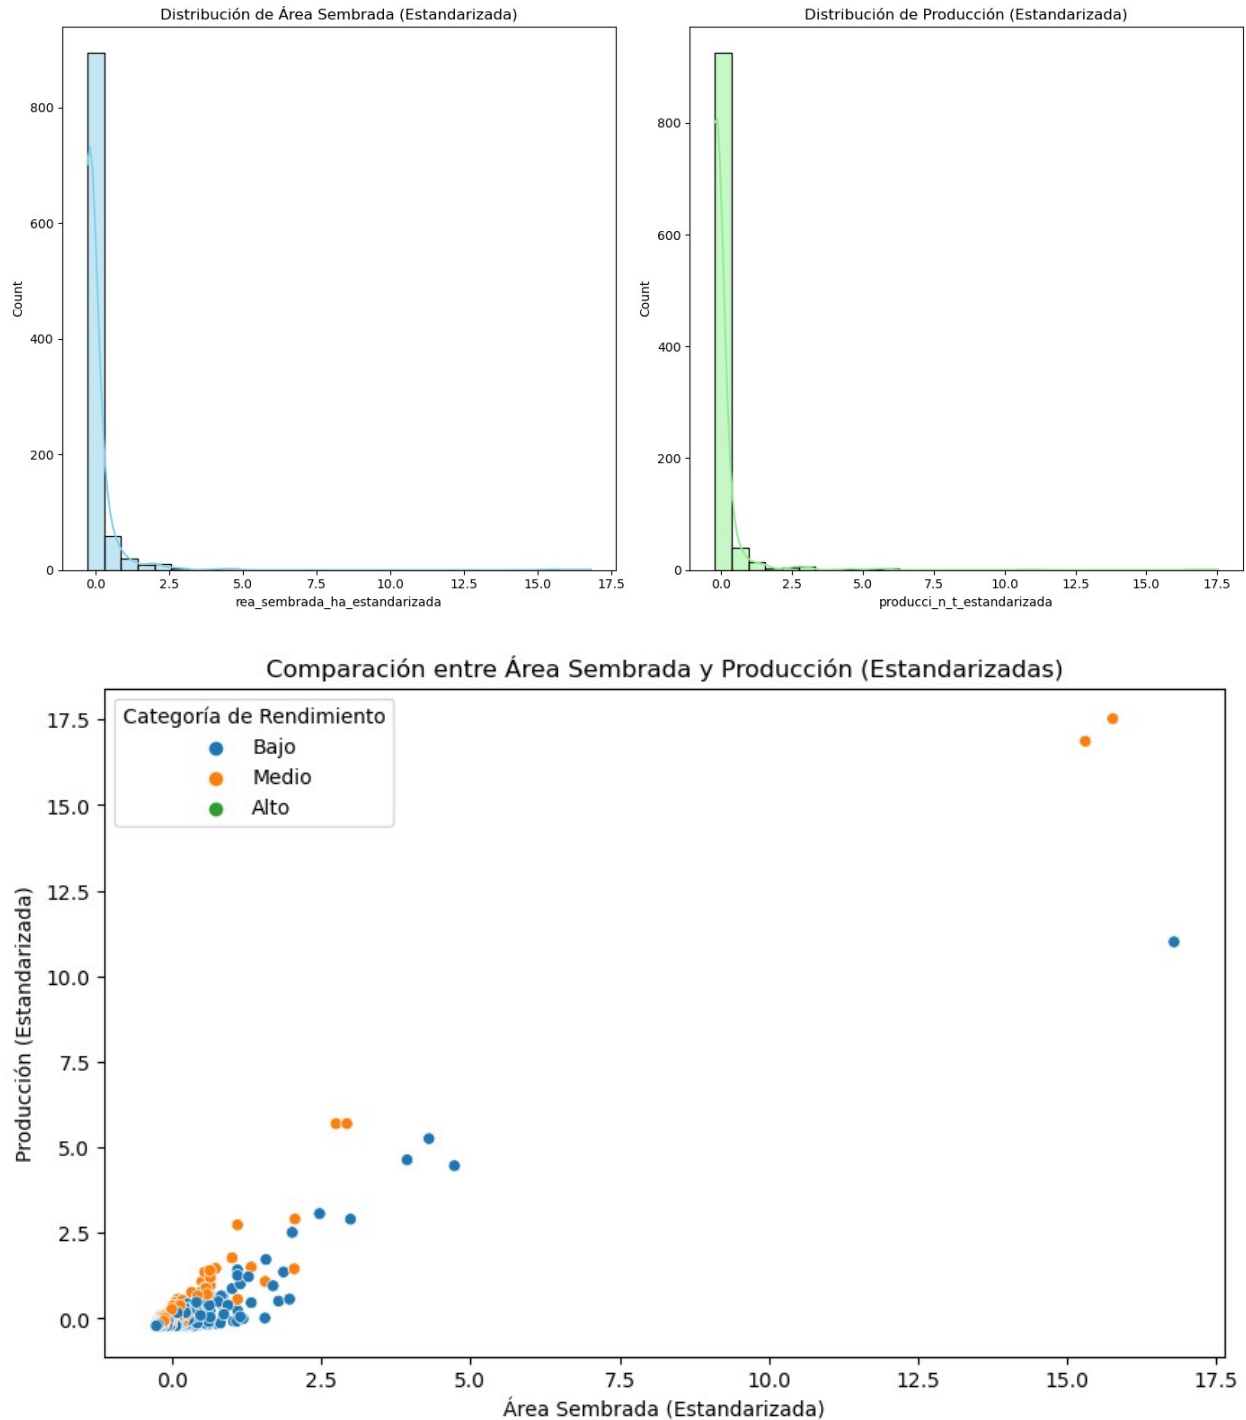 Distribución de Área Sembrada (Estandarizada)
Count
800
600
400
200
0
0.0 2.5 5.0 7.5 10.0 12.5 15.0 17.5
rea_sembrada_ha_estandarizada
Distribución de Producción (Estandarizada)
Count
800
600
400
200
0
0.0 2.5 5.0 7.5 10.0 12.5 15.0 17.5
producci_n_t_estandarizada
Comparación entre Área Sembrada y Producción (Estandarizadas)
Categoría de Rendimiento
Bajo
Medio
Alto
Producción (Estandarizada)
17.5
15.0
12.5
10.0
7.5
5.0
2.5
0.0
0.0 2.5 5.0 7.5 10.0 12.5 15.0 17.5
Área Sembrada (Estandarizada)